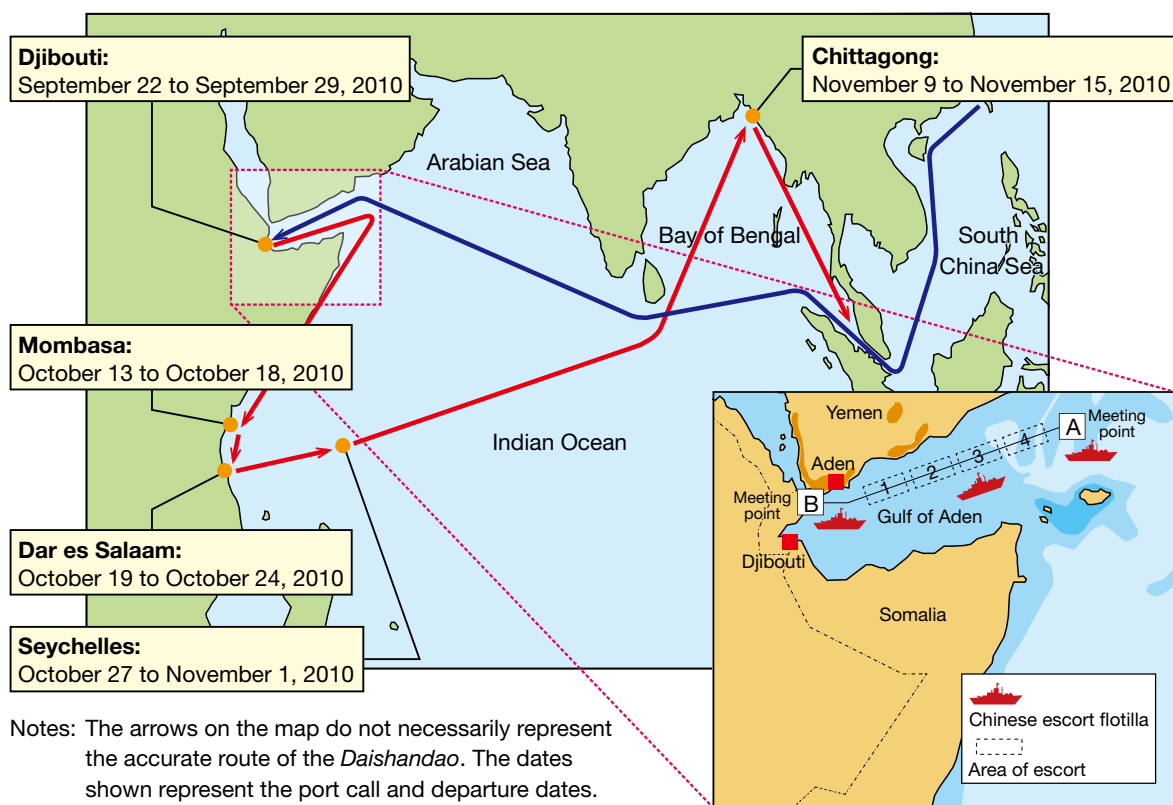 Djibouti:
September 22 to September 29, 2010
Chittagong:
November 9 to November 15, 2010
Arabian Sea
Bay of Bengal
South
China Sea
Mombasa:
October 13 to October 18, 2010
Indian Ocean
Dar es Salaam:
October 19 to October 24, 2010
Seychelles:
October 27 to November 1, 2010
Yemen
A
Meeting
point
4
3
2
1
Aden
Meeting
point
B
Gulf of Aden
Djibouti
Somalia
Chinese escort flotilla
Area of escort
Notes: The arrows on the map do not necessarily represent
the accurate route of the Daishandao. The dates
shown represent the port call and departure dates.